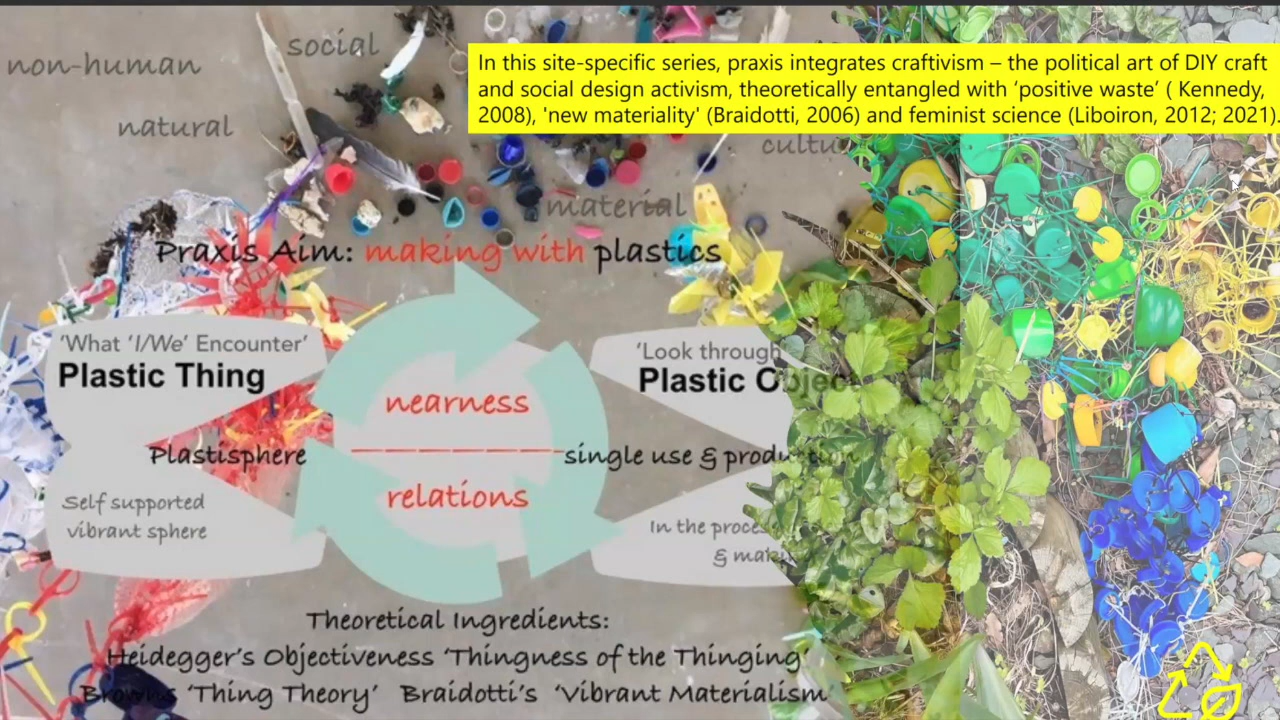 non-human
social
natural
In this site-specific series, praxis integrates craftivism – the political art of DIY craft
and social design activism, theoretically entangled with ‘positive waste’ ( Kennedy,
2008), 'new materiality' (Braidotti, 2006) and feminist science (Liboiron, 2012; 2021).
material
Praxis Aim: making with plastics
‘What ‘I/We’ Encounter’
Plastic Thing
‘Look through
Plastic Object
nearness
Plastisphere
single use & production
relations
Self supported
vibrant sphere
In the
&
Theoretical Ingredients:
Heidegger’s Objectiveness ‘Thingness of the Thinging’
Browns ‘Thing Theory’ Braidotti’s ‘Vibrant Materialism’